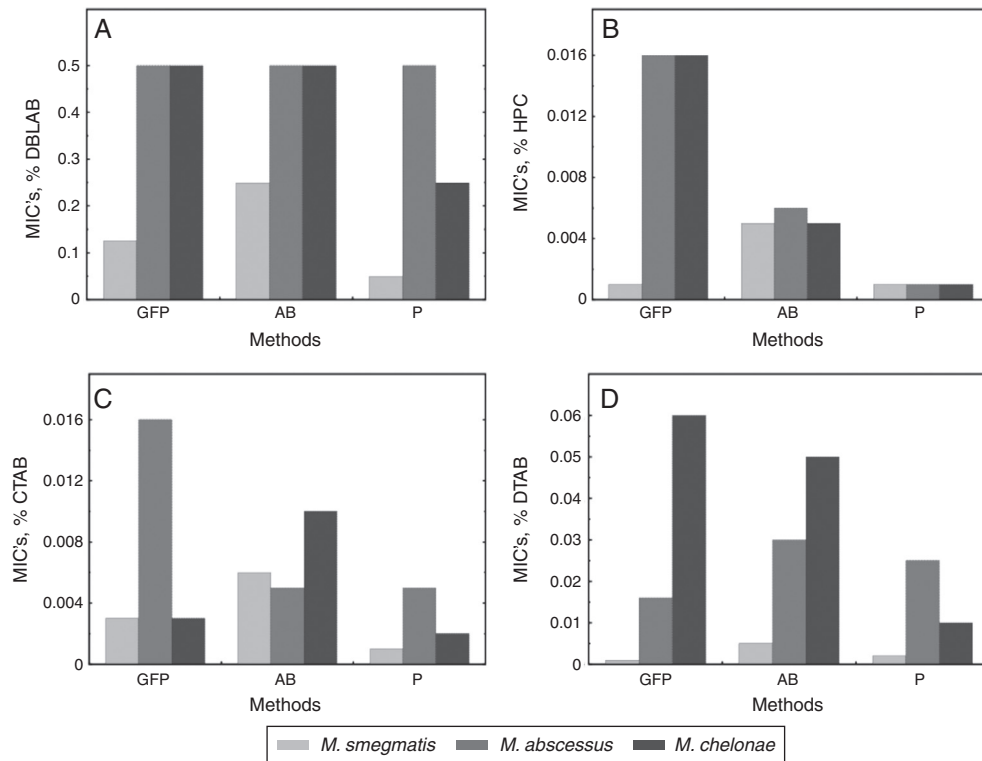 A
MIC's, % DBLAB
0.5
0.4
0.3
0.2
0.1
0
GFP AB P
Methods
B
MIC's, % HPC
0.016
0.012
0.008
0.004
0
GFP AB P
Methods
C
MIC's, % CTAB
0.016
0.012
0.008
0.004
0
GFP AB P
Methods
D
MIC's, % DTAB
0.06
0.05
0.04
0.03
0.02
0.01
0
GFP AB P
Methods
M. smegmatis M. abscessus M. chelonae